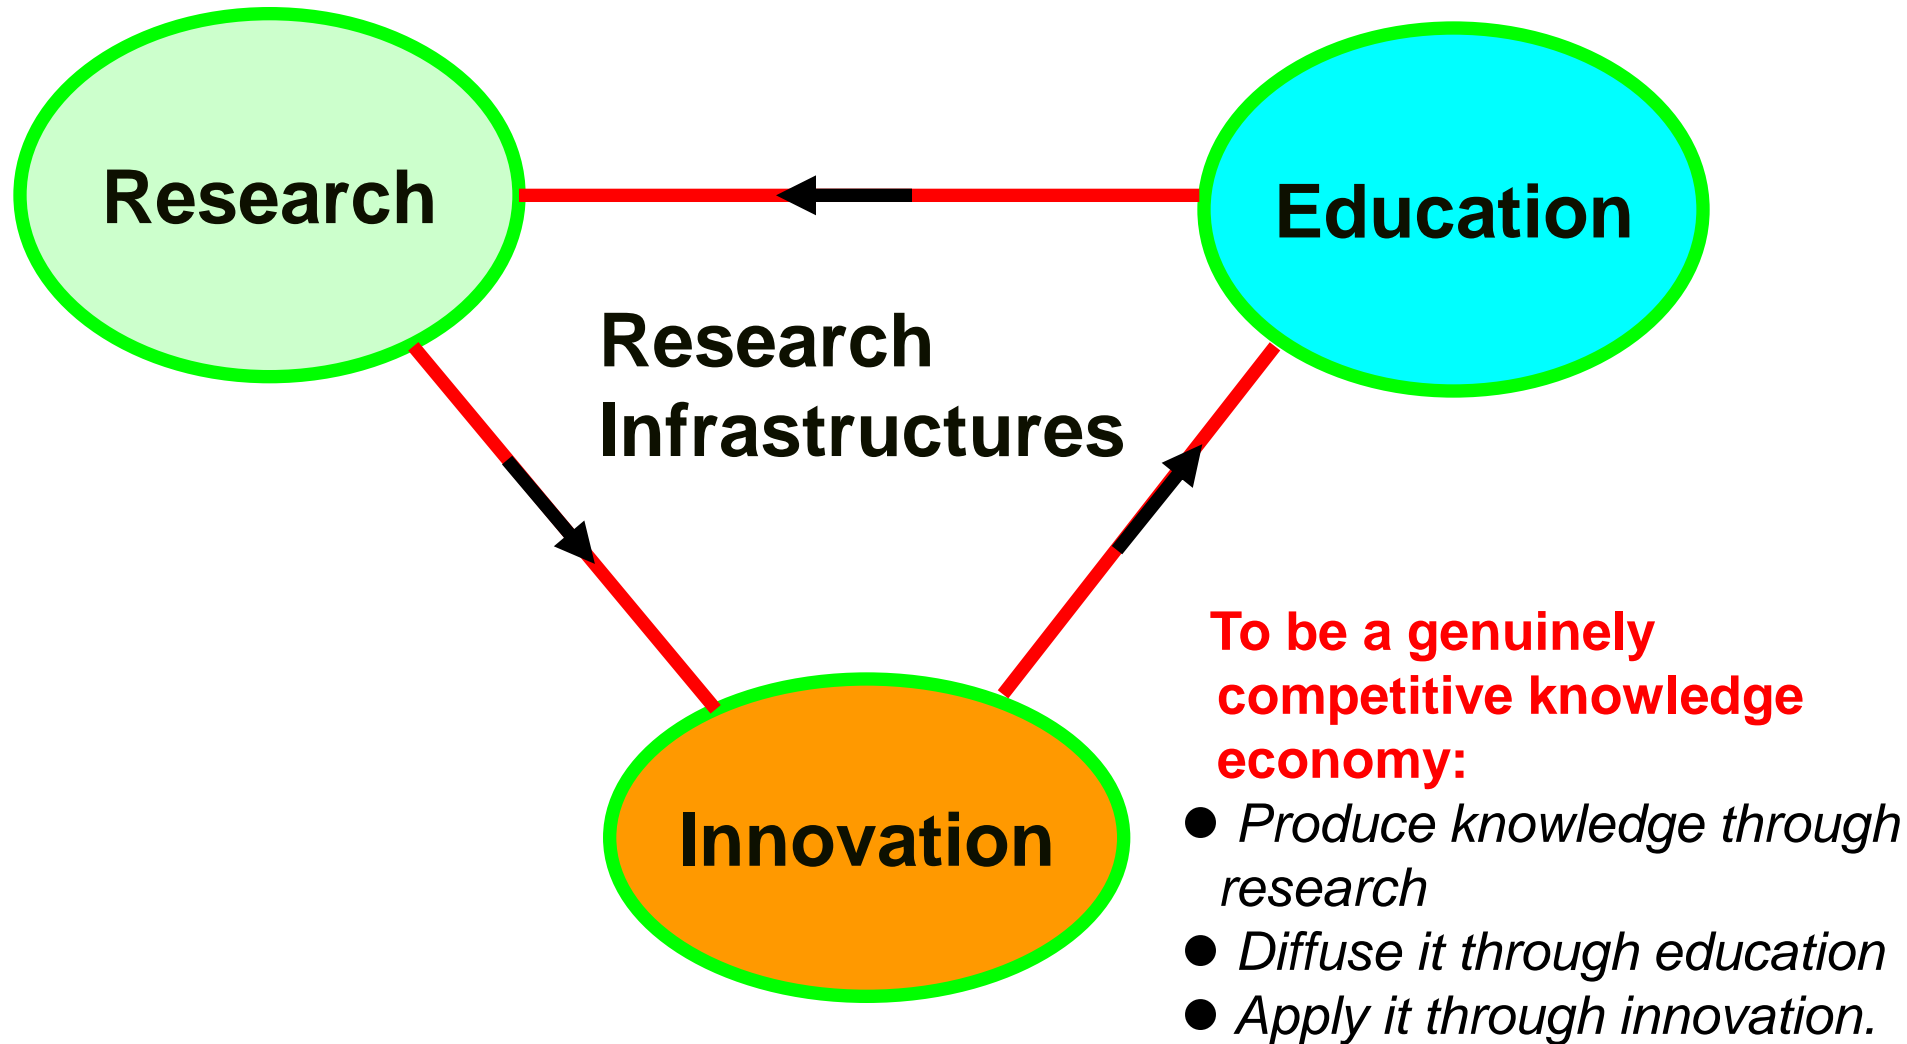 Research
Education
Research
Infrastructures
Innovation
To be a genuinely
competitive knowledge
economy:
● Produce knowledge through
research
● Diffuse it through education
● Apply it through innovation.